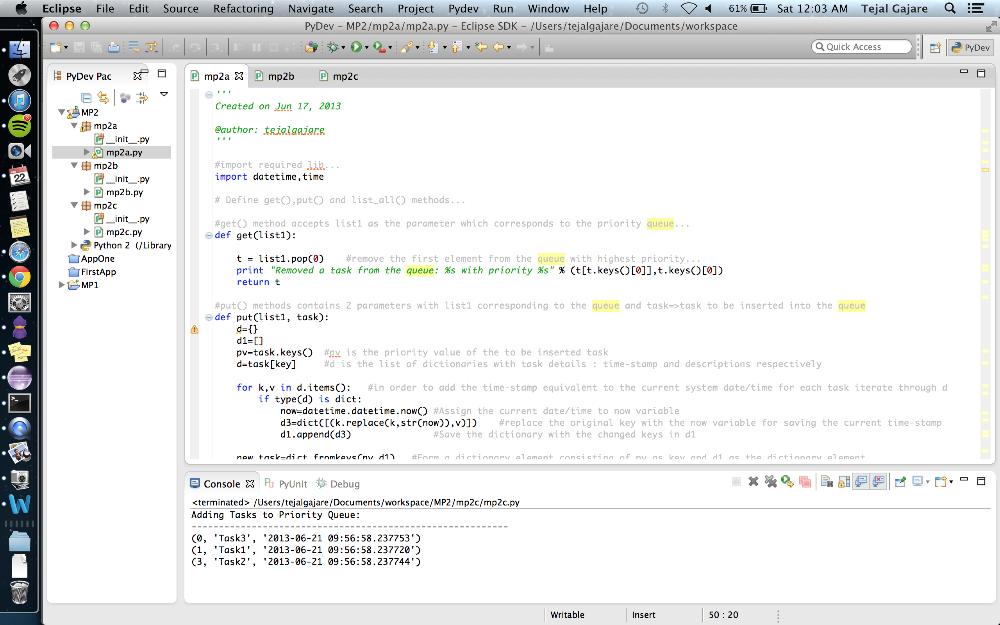 Eclipse File Edit Source Refactoring Navigate Search Project Pydev Run Window Help 61% Sat 12:03 AM Tejal Gajare
PyDev – MP2/mp2a/mp2a.py – Eclipse SDK – /Users/tejalgajare/Documents/workspace
Quick Access
PyDev
PyDev Pac
MP2
mp2a
__init__.py
mp2a.py
mp2b
__init__.py
mp2b.py
mp2c
__init__.py
mp2c.py
Python 2 (/Library
AppOne
FirstApp
MP1
3
JUN
22
mp2a mp2b mp2c
'''
Created on Jun 17, 2013
@author: tejalgajare
'''
#import required lib...
import datetime,time
# Define get(),put() and list_all() methods...
#get() method accepts list1 as the parameter which corresponds to the priority queue...
def get(list1):
t = list1.pop(0) #remove the first element from the queue with highest priority...
print "Removed a task from the queue: %s with priority %s" % (t[t.keys()[0]],t.keys()[0])
return t
#put() methods contains 2 parameters with list1 corresponding to the queue and task=>task to be inserted into the queue
def put(list1, task):
d={}
d1=[]
pv=task.keys() #pv is the priority value of the to be inserted task
d=task[key] #d is the list of dictionaries with task details : time-stamp and descriptions respectively
for k,v in d.items(): #in order to add the time-stamp equivalent to the current system date/time for each task iterate through d
if type(d) is dict:
now=datetime.datetime.now() #Assign the current date/time to now variable
d3=dict([(k.replace(k,str(now)),v)]) #replace the original key with the now variable for saving the current time-stamp
d1.append(d3) #Save the dictionary with the changed keys in d1
new_task=dict.fromkeys(pv,d1) #Form a dictionary element consisting of pv as key and d1 as the dictionary element
Console PyUnit Debug
<terminated> /Users/tejalgajare/Documents/workspace/MP2/mp2c/mp2c.py
Adding Tasks to Priority Queue:
----------------------------------------------------------
(0, 'Task3', '2013-06-21 09:56:58.237753')
(1, 'Task1', '2013-06-21 09:56:58.237720')
(3, 'Task2', '2013-06-21 09:56:58.237744')
Writable Insert 50 : 20